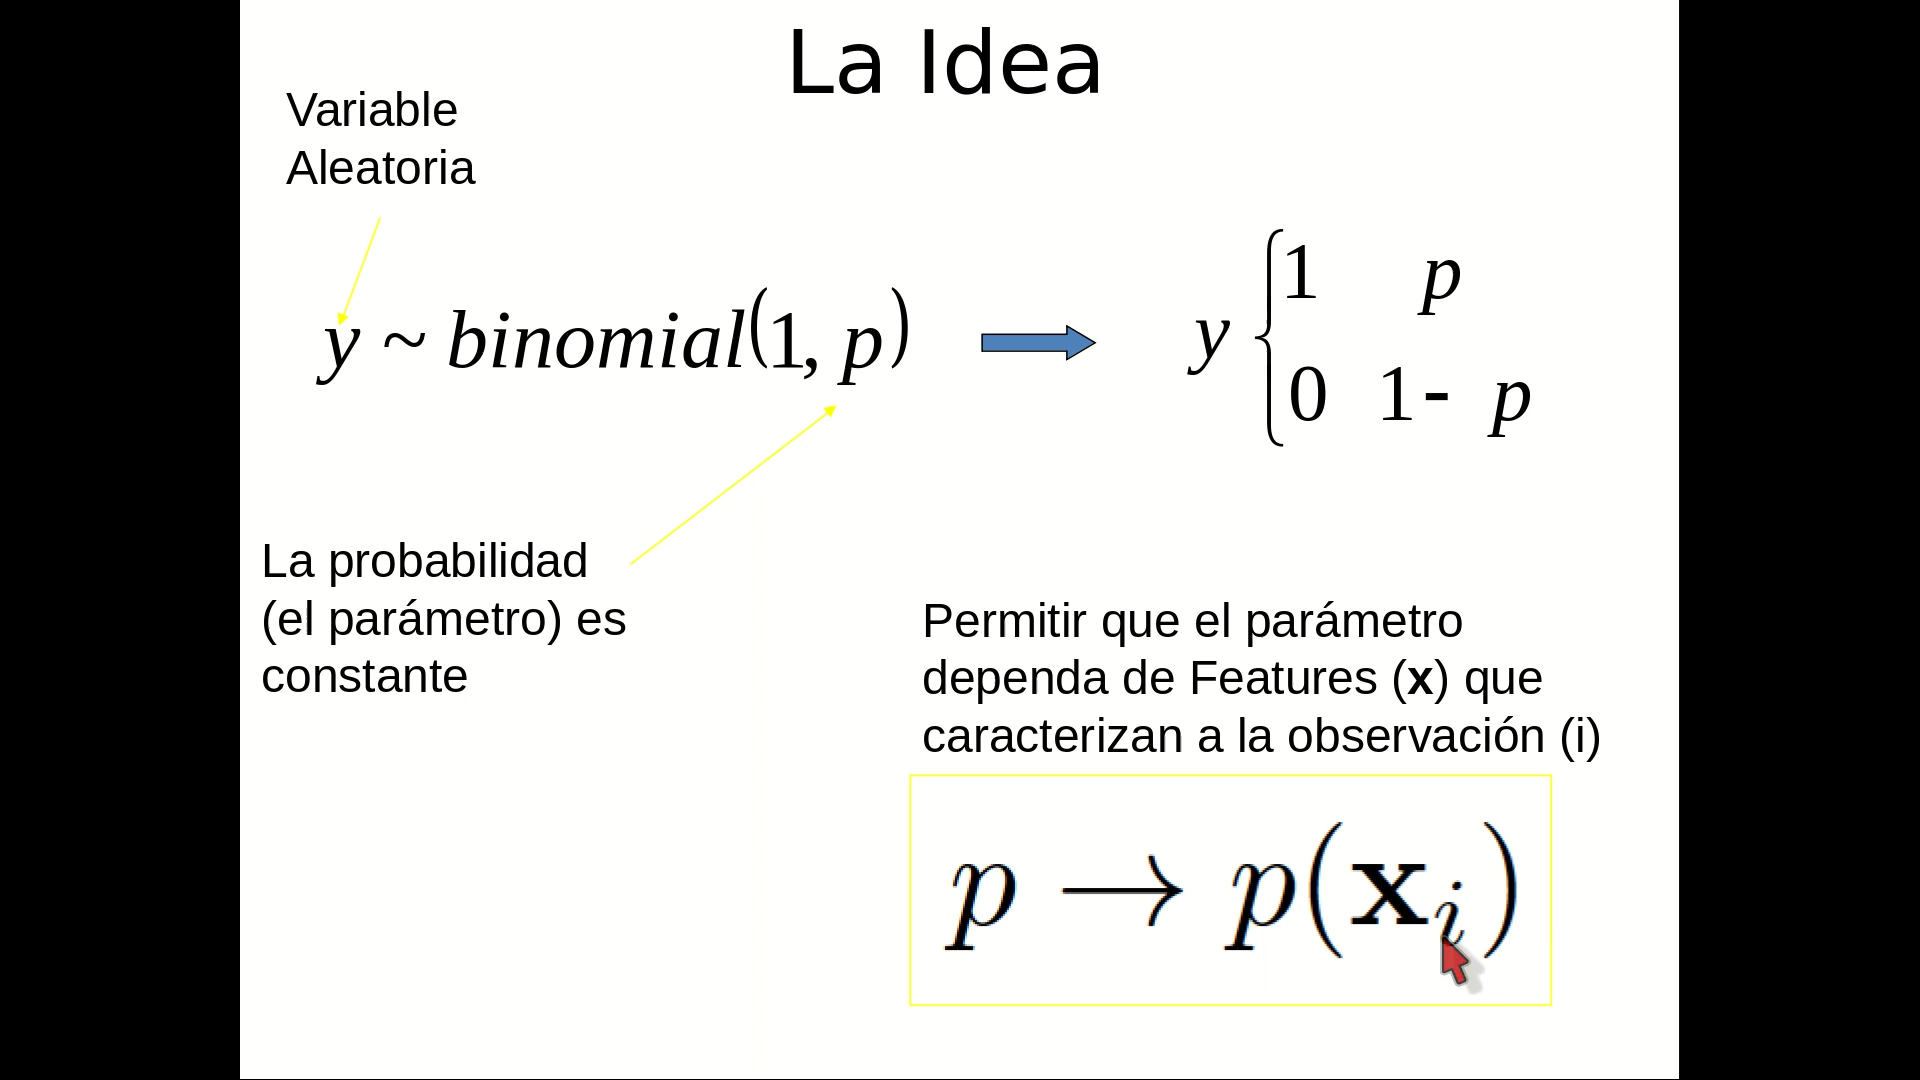 La Idea
Variable
Aleatoria
y ~ binomial(1, p)
y { 1 p
0 1- p
La probabilidad
(el parámetro) es
constante
Permitir que el parámetro
dependa de Features (x) que
caracterizan a la observación (i)
p → p(xᵢ)